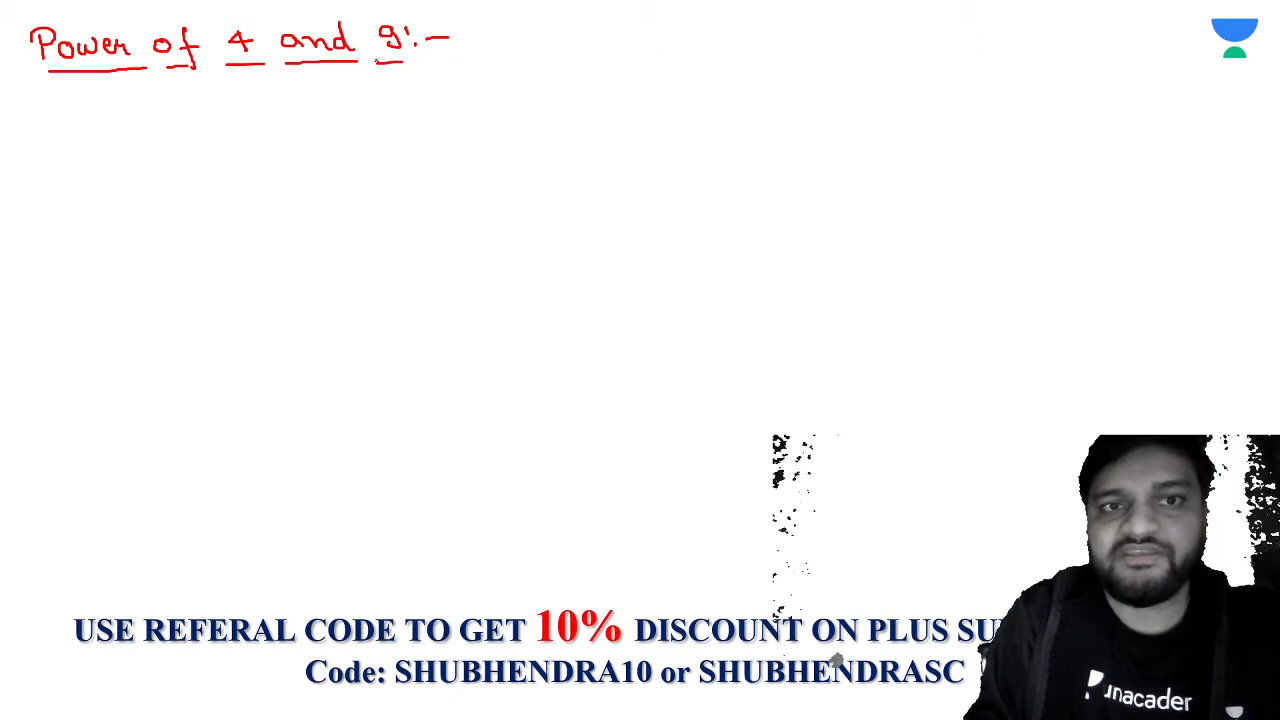 Power of 4 and 9:-
USE REFERAL CODE TO GET 10% DISCOUNT ON PLUS SU
Code: SHUBHENDRA10 or SHUBHENDRASC
unacader